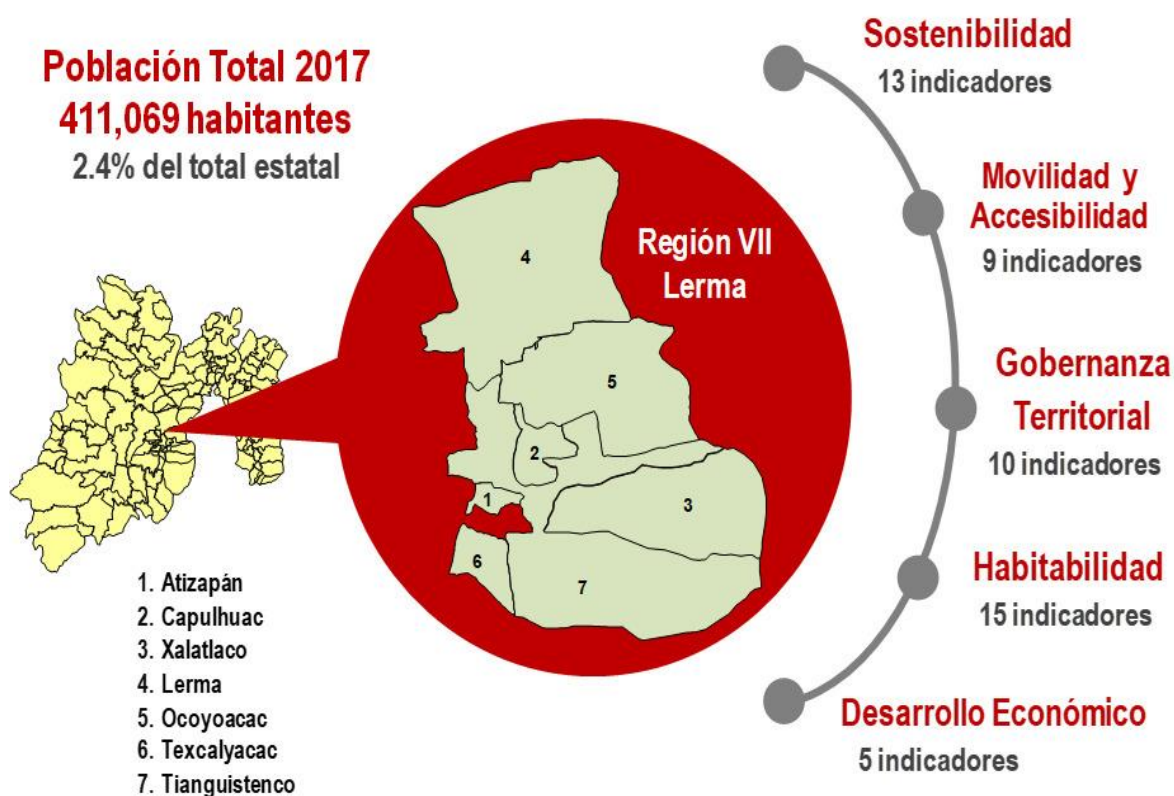 Población Total 2017
411,069 habitantes
2.4% del total estatal
Región VII
Lerma
4
5
2
1
3
6
7
1. Atizapán
2. Capulhuac
3. Xalatlaco
4. Lerma
5. Ocoyoacac
6. Texcalyacac
7. Tianguistenco
Sostenibilidad
13 indicadores
Movilidad y
Accesibilidad
9 indicadores
Gobernanza
Territorial
10 indicadores
Habitabilidad
15 indicadores
Desarrollo Económico
5 indicadores